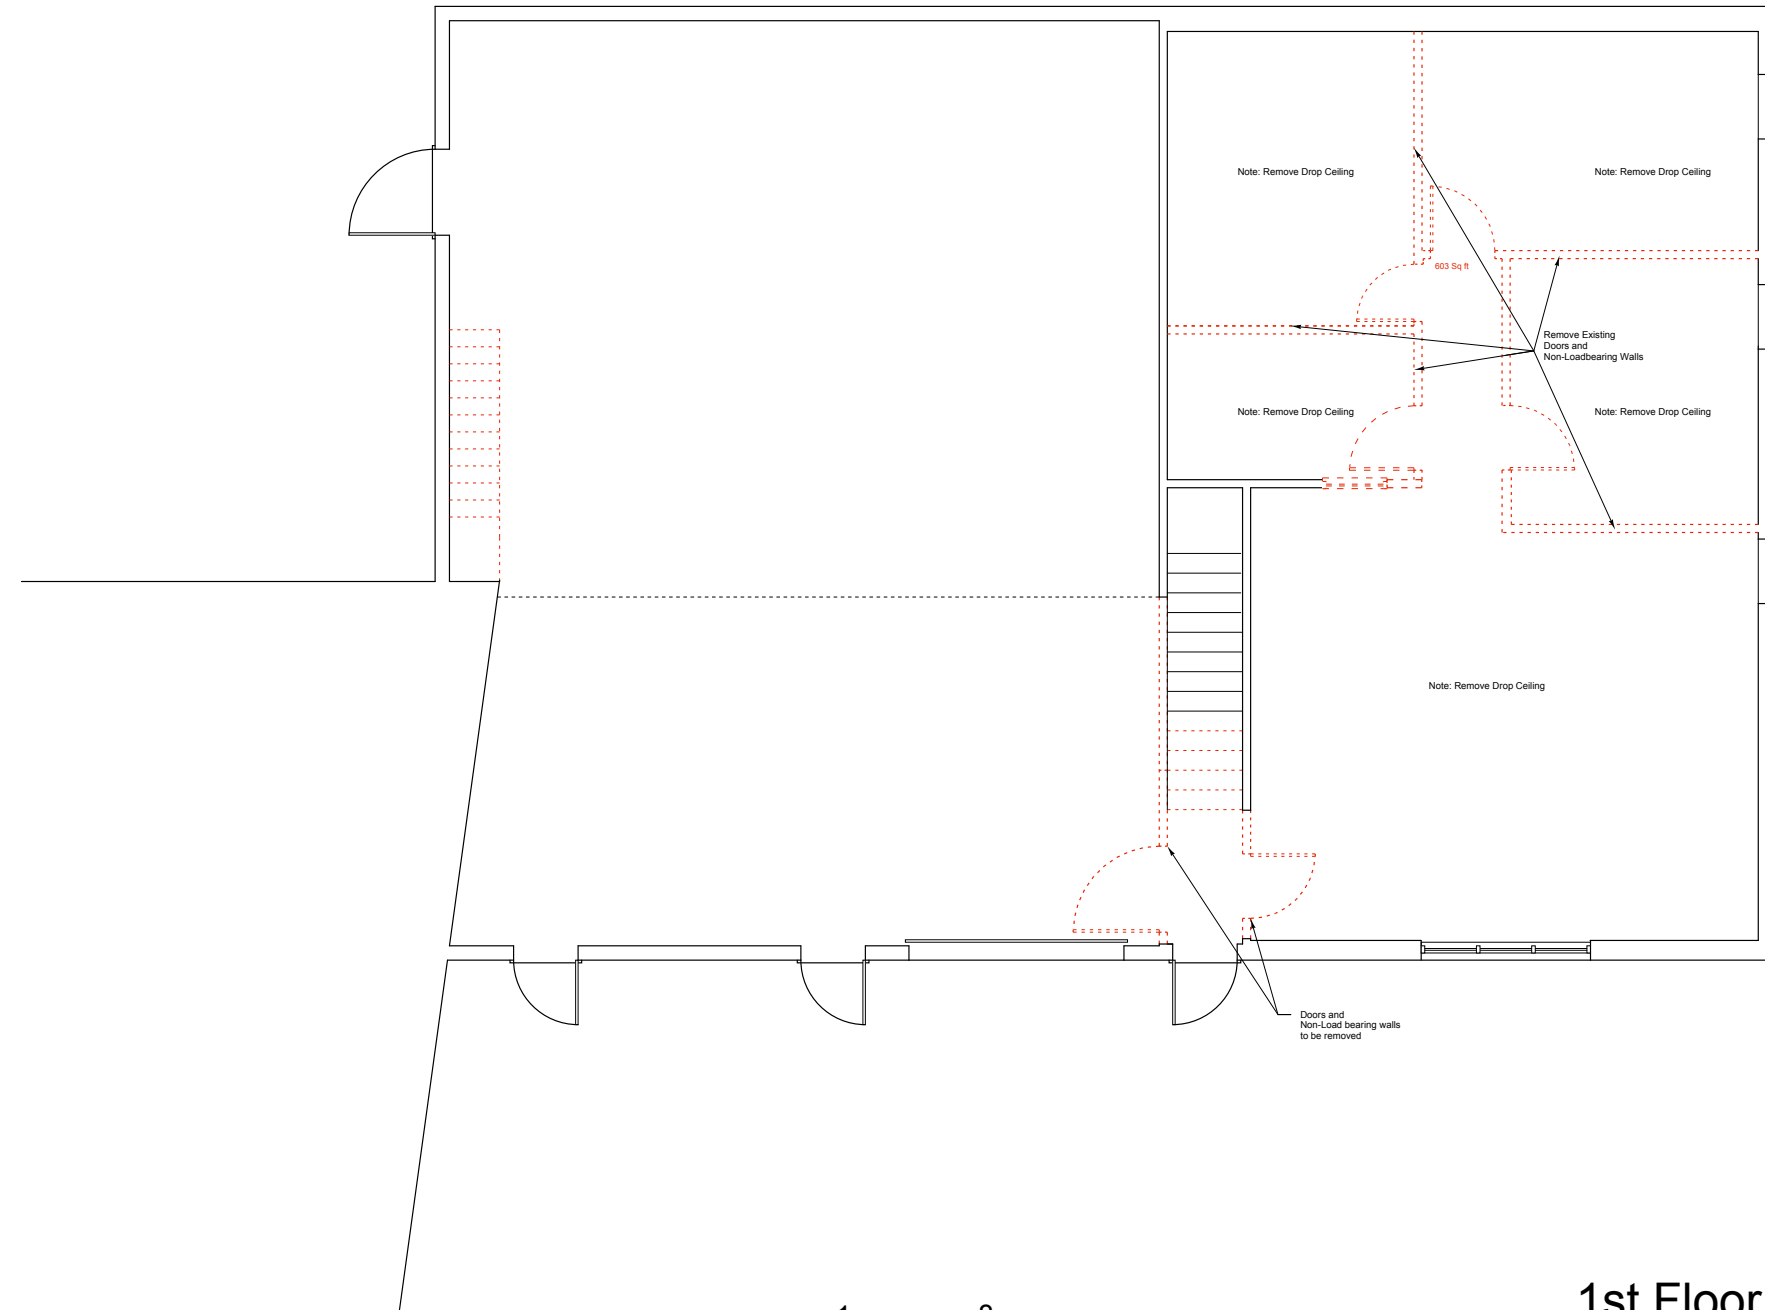 Note: Remove Drop Ceiling
Note: Remove Drop Ceiling
603 Sq ft
Remove Existing
Doors and
Non-Loadbearing Walls
Note: Remove Drop Ceiling
Note: Remove Drop Ceiling
Note: Remove Drop Ceiling
Doors and
Non-Load bearing walls
to be removed
1st Floor